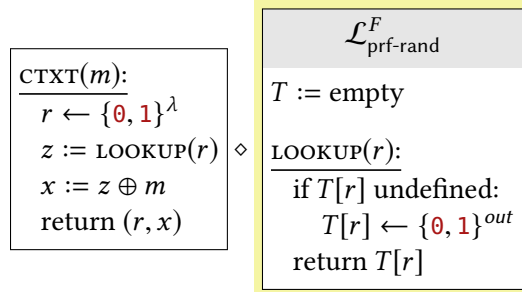 CTXT(m):
r ← {0, 1}^λ
z := LOOKUP(r)
x := z ⊕ m
return (r, x)
⋄
𝓛^F_prf-rand
T := empty
LOOKUP(r):
if T[r] undefined:
T[r] ← {0, 1}^out
return T[r]